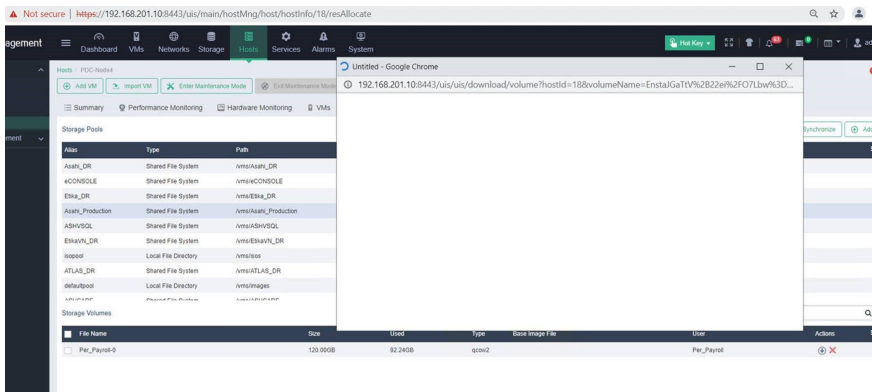 Not secure | https://192.168.201.10:8443/uis/main/hostMng/host/hostInfo/18/resAllocate
agement
Dashboard VMs Networks Storage Hosts Services Alarms System
Hot Key
Hosts PDC-Node4
Add VM Import VM Enter Maintenance Mode Exit Maintenance Mode
Summary Performance Monitoring Hardware Monitoring VMs
Untitled - Google Chrome
192.168.201.10:8443/uis/uis/download/volume?hostId=18&volumeName=EnstaJGaTtV%2B22ei%2FO7Lbw%3D...
Storage Pools
Synchronize
ment
Alias Type Path
Asahi_DR Shared File System /vms/Asahi_DR
eCONSOLE Shared File System /vms/eCONSOLE
Etika_DR Shared File System /vms/Etika_DR
Asahi_Production Shared File System /vms/Asahi_Production
ASHVSQL Shared File System /vms/ASHVSQL
EtikaVN_DR Shared File System /vms/EtikaVN_DR
isopool Local File Directory /vms/isos
ATLAS_DR Shared File System /vms/ATLAS_DR
defaultpool Local File Directory /vms/images
Storage Volumes
File Name Size Used Type Base Image File User Actions
Per_Payroll-0 120.00GB 92.24GB qcow2 Per_Payroll